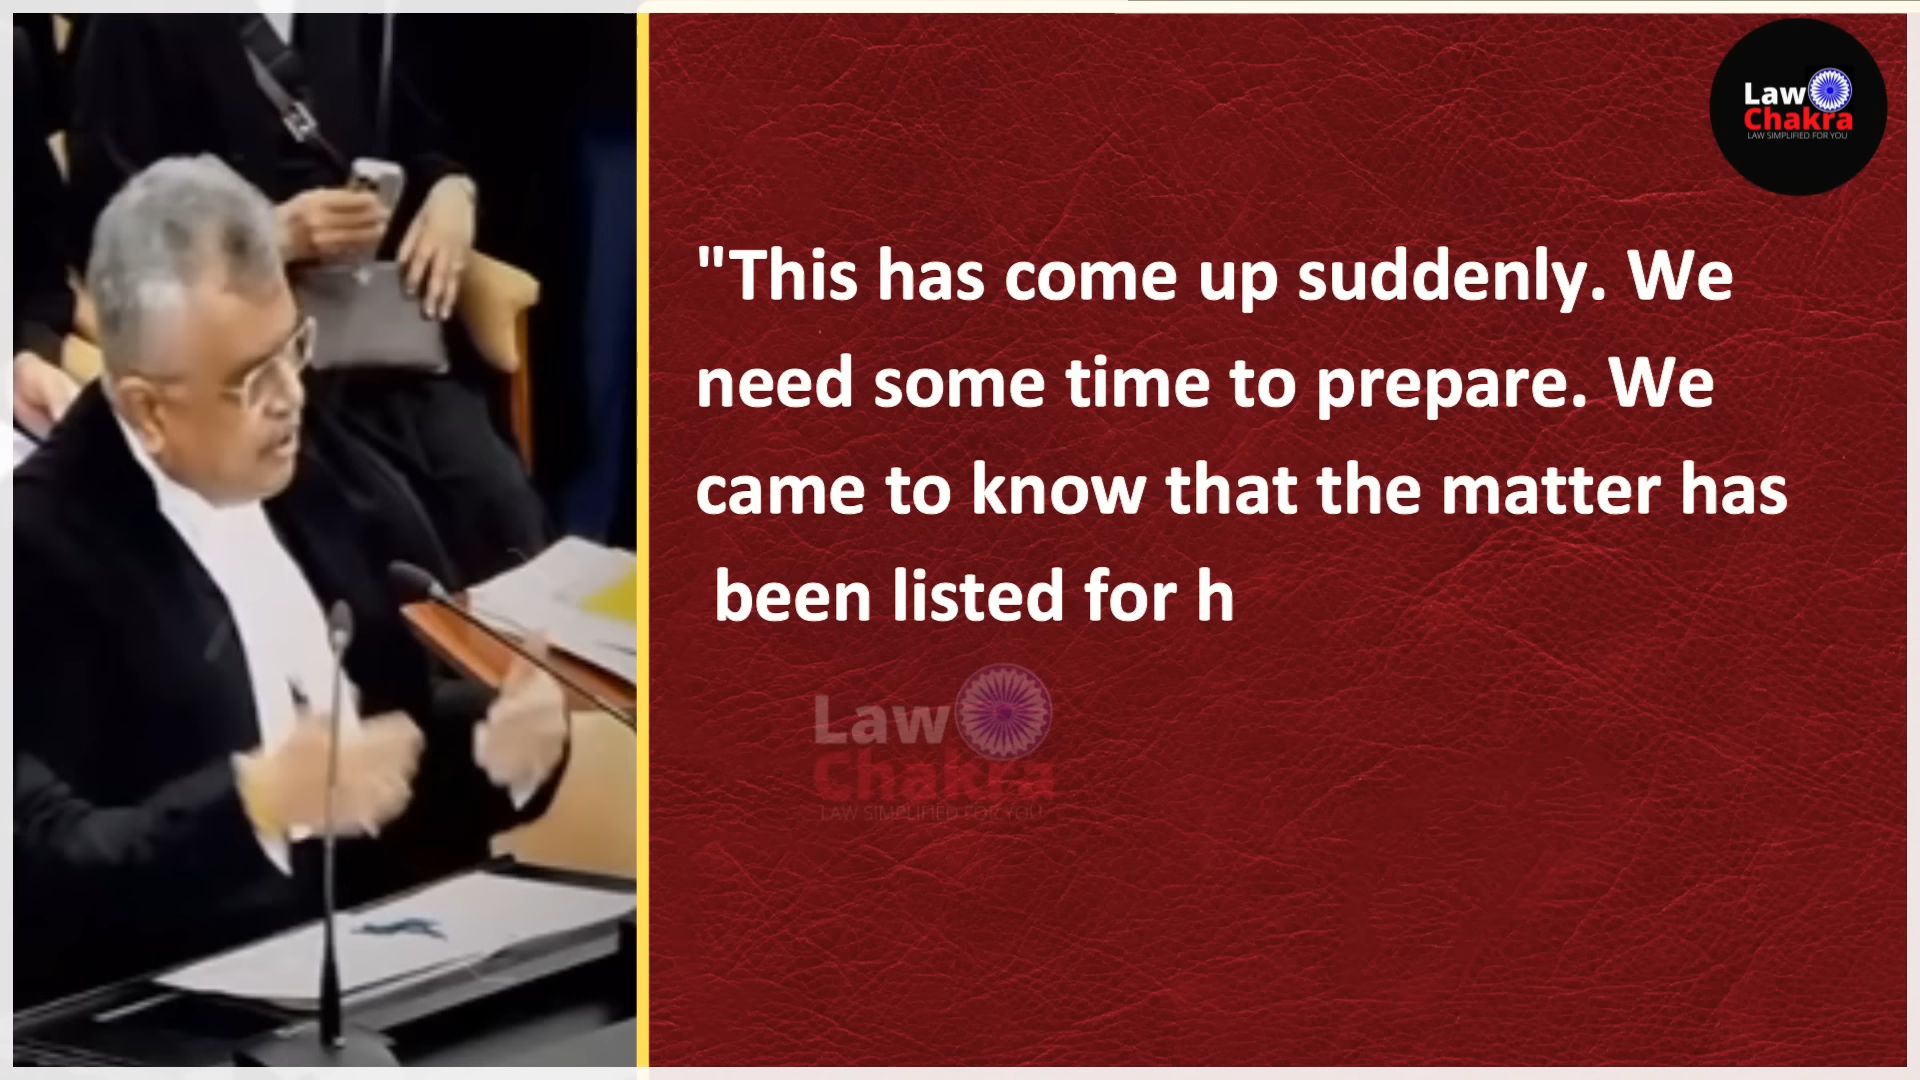 Law
Chakra
LAW SIMPLIFIED FOR YOU
"This has come up suddenly. We
need some time to prepare. We
came to know that the matter has
been listed for h
Law
Chakra
LAW SIMPLIFIED FOR YOU